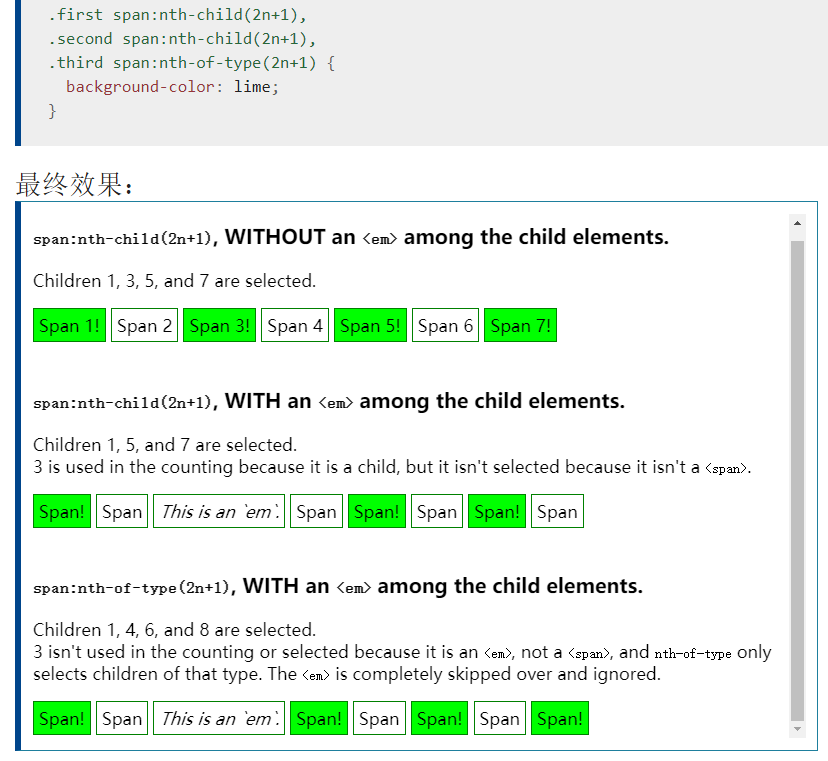 .first span:nth-child(2n+1),
.second span:nth-child(2n+1),
.third span:nth-of-type(2n+1) {
background-color: lime;
}
最终效果：
span:nth-child(2n+1), WITHOUT an <em> among the child elements.
Children 1, 3, 5, and 7 are selected.
Span 1! Span 2 Span 3! Span 4 Span 5! Span 6 Span 7!
span:nth-child(2n+1), WITH an <em> among the child elements.
Children 1, 5, and 7 are selected.
3 is used in the counting because it is a child, but it isn't selected because it isn't a <span>.
Span! Span This is an `em`. Span Span! Span Span! Span
span:nth-of-type(2n+1), WITH an <em> among the child elements.
Children 1, 4, 6, and 8 are selected.
3 isn't used in the counting or selected because it is an <em>, not a <span>, and nth-of-type only
selects children of that type. The <em> is completely skipped over and ignored.
Span! Span This is an `em`. Span! Span Span! Span Span!